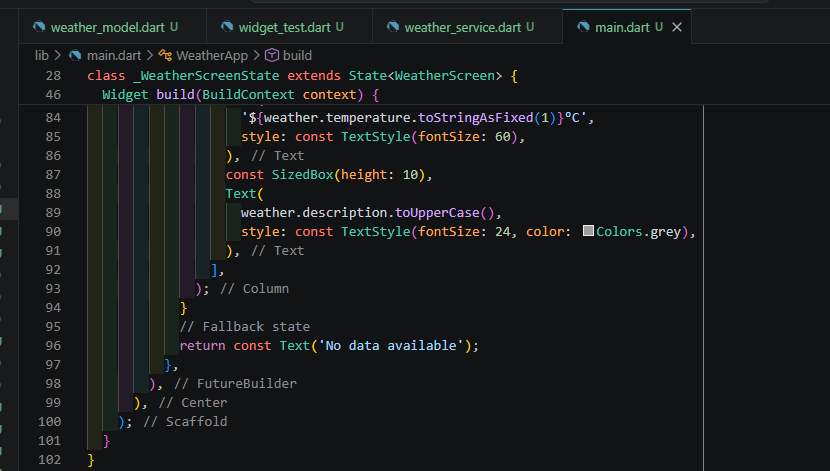 weather_model.dart U widget_test.dart U weather_service.dart U main.dart U
lib > main.dart > WeatherApp > build
28 class _WeatherScreenState extends State<WeatherScreen> {
46 Widget build(BuildContext context) {
84 '${weather.temperature.toStringAsFixed(1)}°C',
85 style: const TextStyle(fontSize: 60),
86 ), // Text
87 const SizedBox(height: 10),
88 Text(
89 weather.description.toUpperCase(),
90 style: const TextStyle(fontSize: 24, color: Colors.grey),
91 ), // Text
92 ],
93 ); // Column
94 }
95 // Fallback state
96 return const Text('No data available');
97 },
98 ), // FutureBuilder
99 ), // Center
100 ); // Scaffold
101 }
102 }